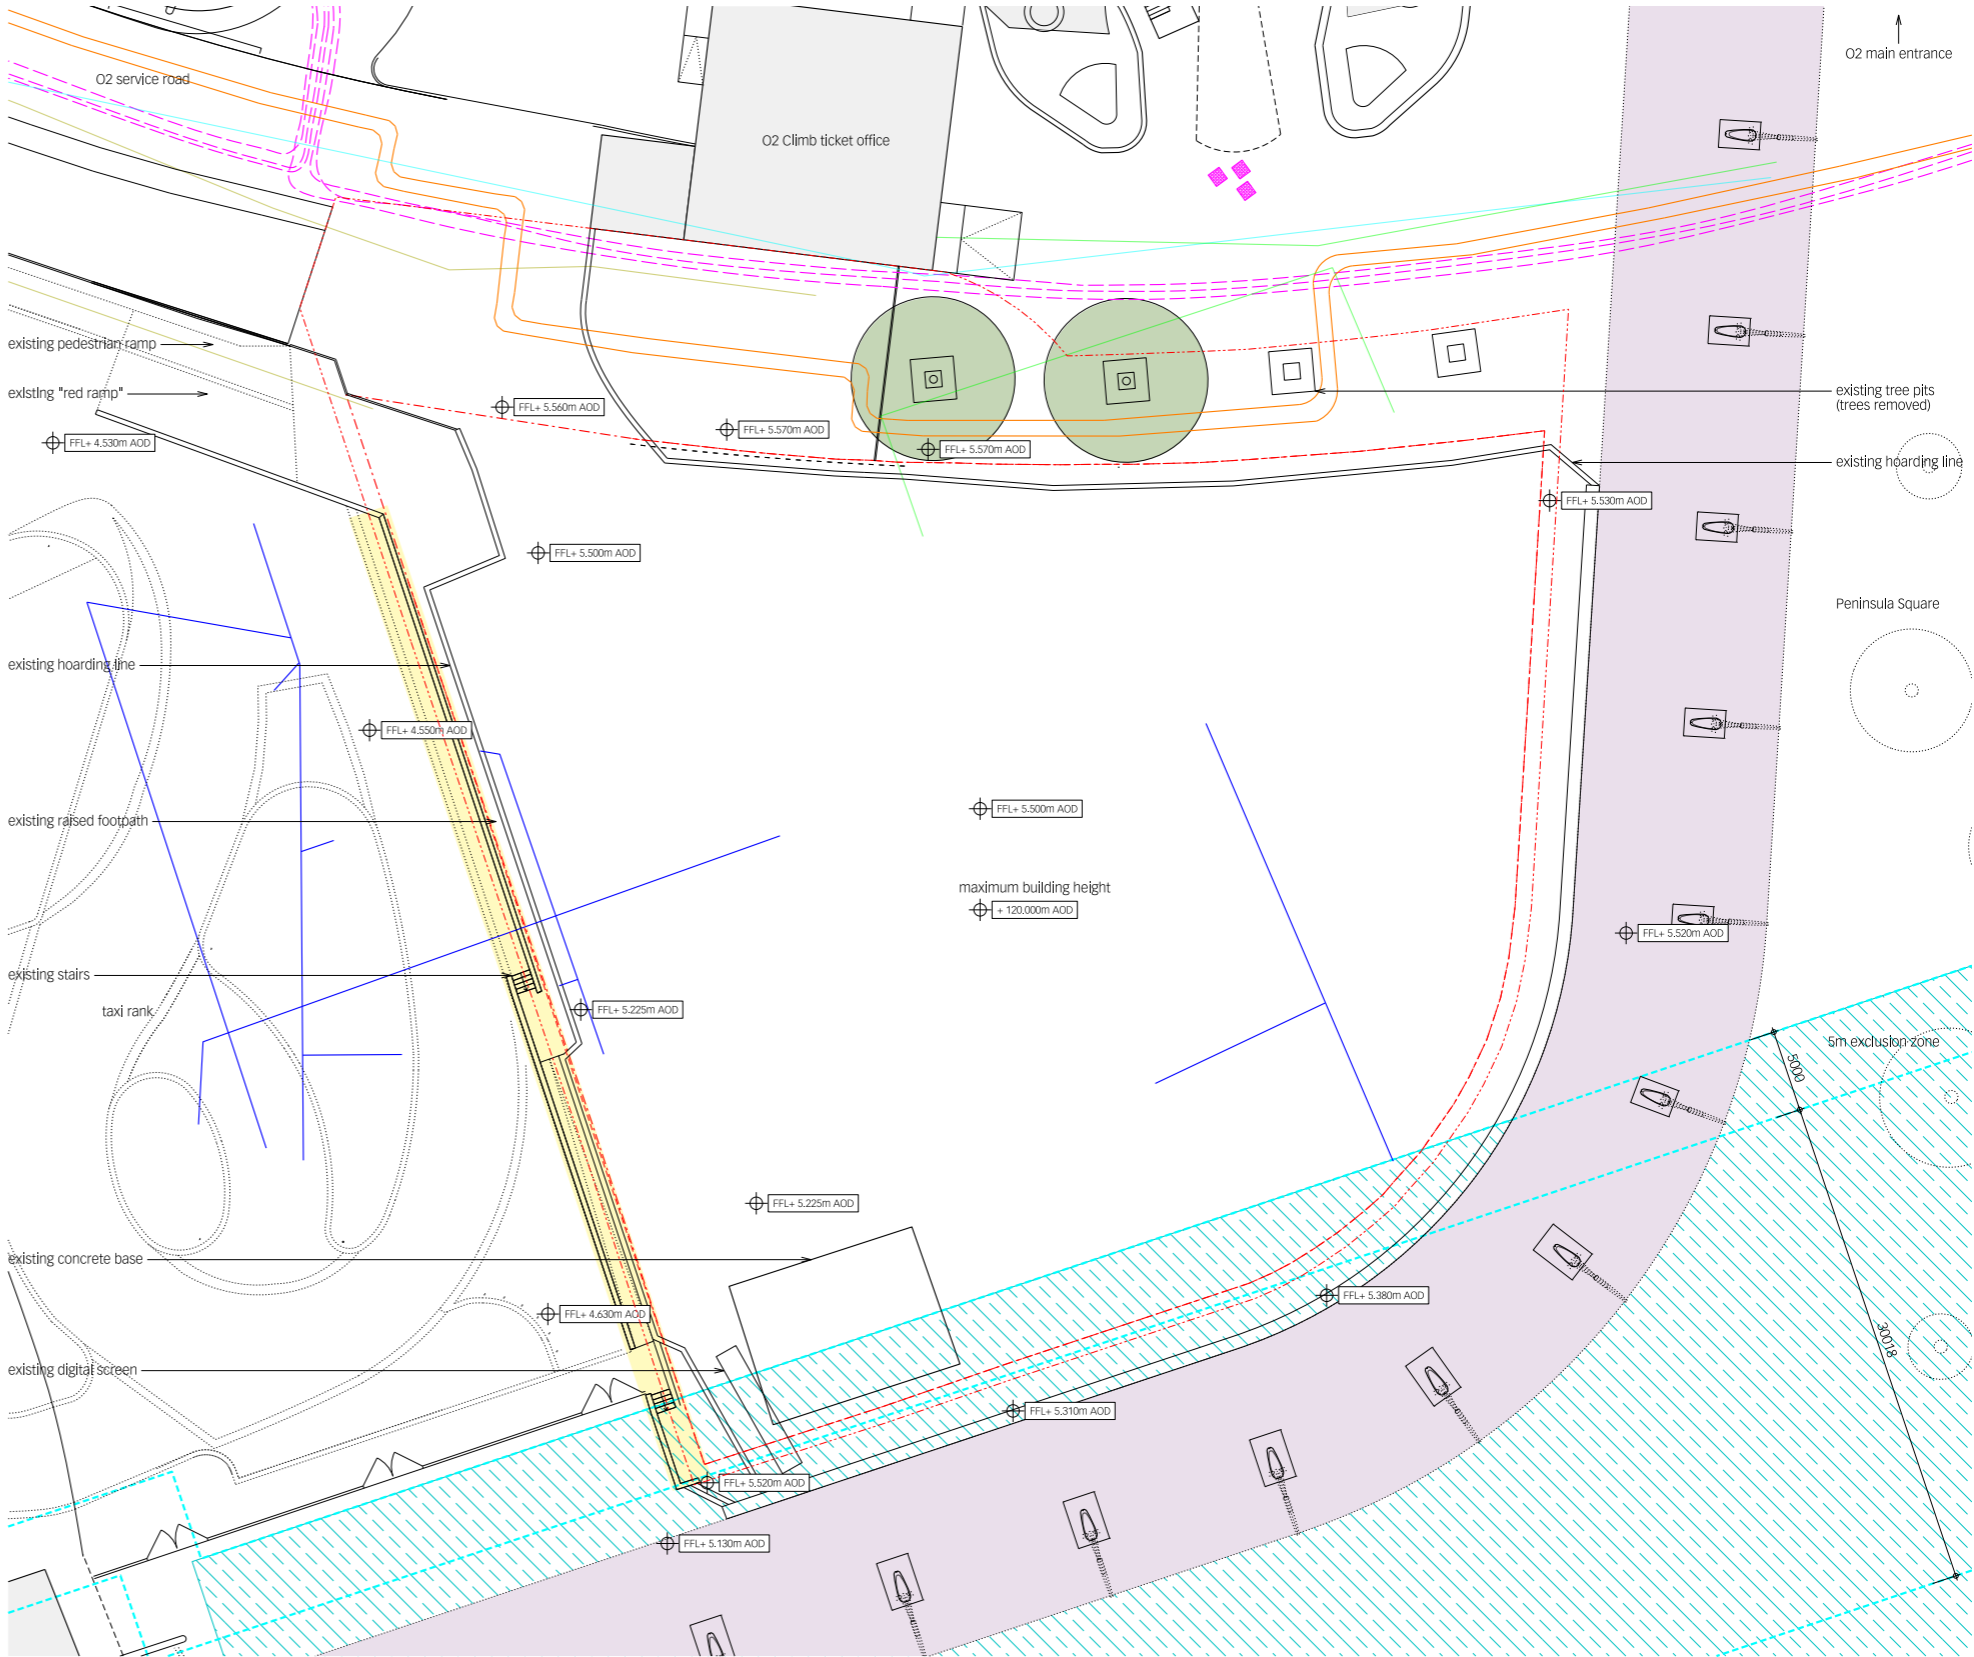 O2 main entrance
O2 service road
O2 Climb ticket office
existing pedestrian ramp
existing "red ramp"
existing tree pits
(trees removed)
FFL+ 5.560m AOD
FFL+ 5.570m AOD
FFL+ 4.530m AOD
FFL+ 5.570m AOD
existing hoarding line
FFL+ 5.530m AOD
FFL+ 5.500m AOD
Peninsula Square
existing hoarding line
FFL+ 4.550m AOD
FFL+ 5.500m AOD
existing raised footpath
maximum building height
+ 120.000m AOD
FFL+ 5.520m AOD
existing stairs
taxi rank
FFL+ 5.225m AOD
5m exclusion zone
5000
FFL+ 5.225m AOD
existing concrete base
FFL+ 5.380m AOD
FFL+ 4.630m AOD
30018
existing digital screen
FFL+ 5.310m AOD
FFL+ 5.520m AOD
FFL+ 5.130m AOD